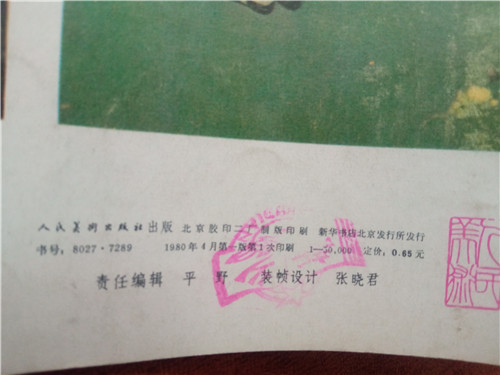 人民美術出版社 出版 北京胶印二厂制版印刷 新华书店北京发行所发行
书号：8027·7289 1980年4月第一版第1次印刷 1—20,000 定价：0.65元
责任编辑 平 野 装帧设计 张晓君